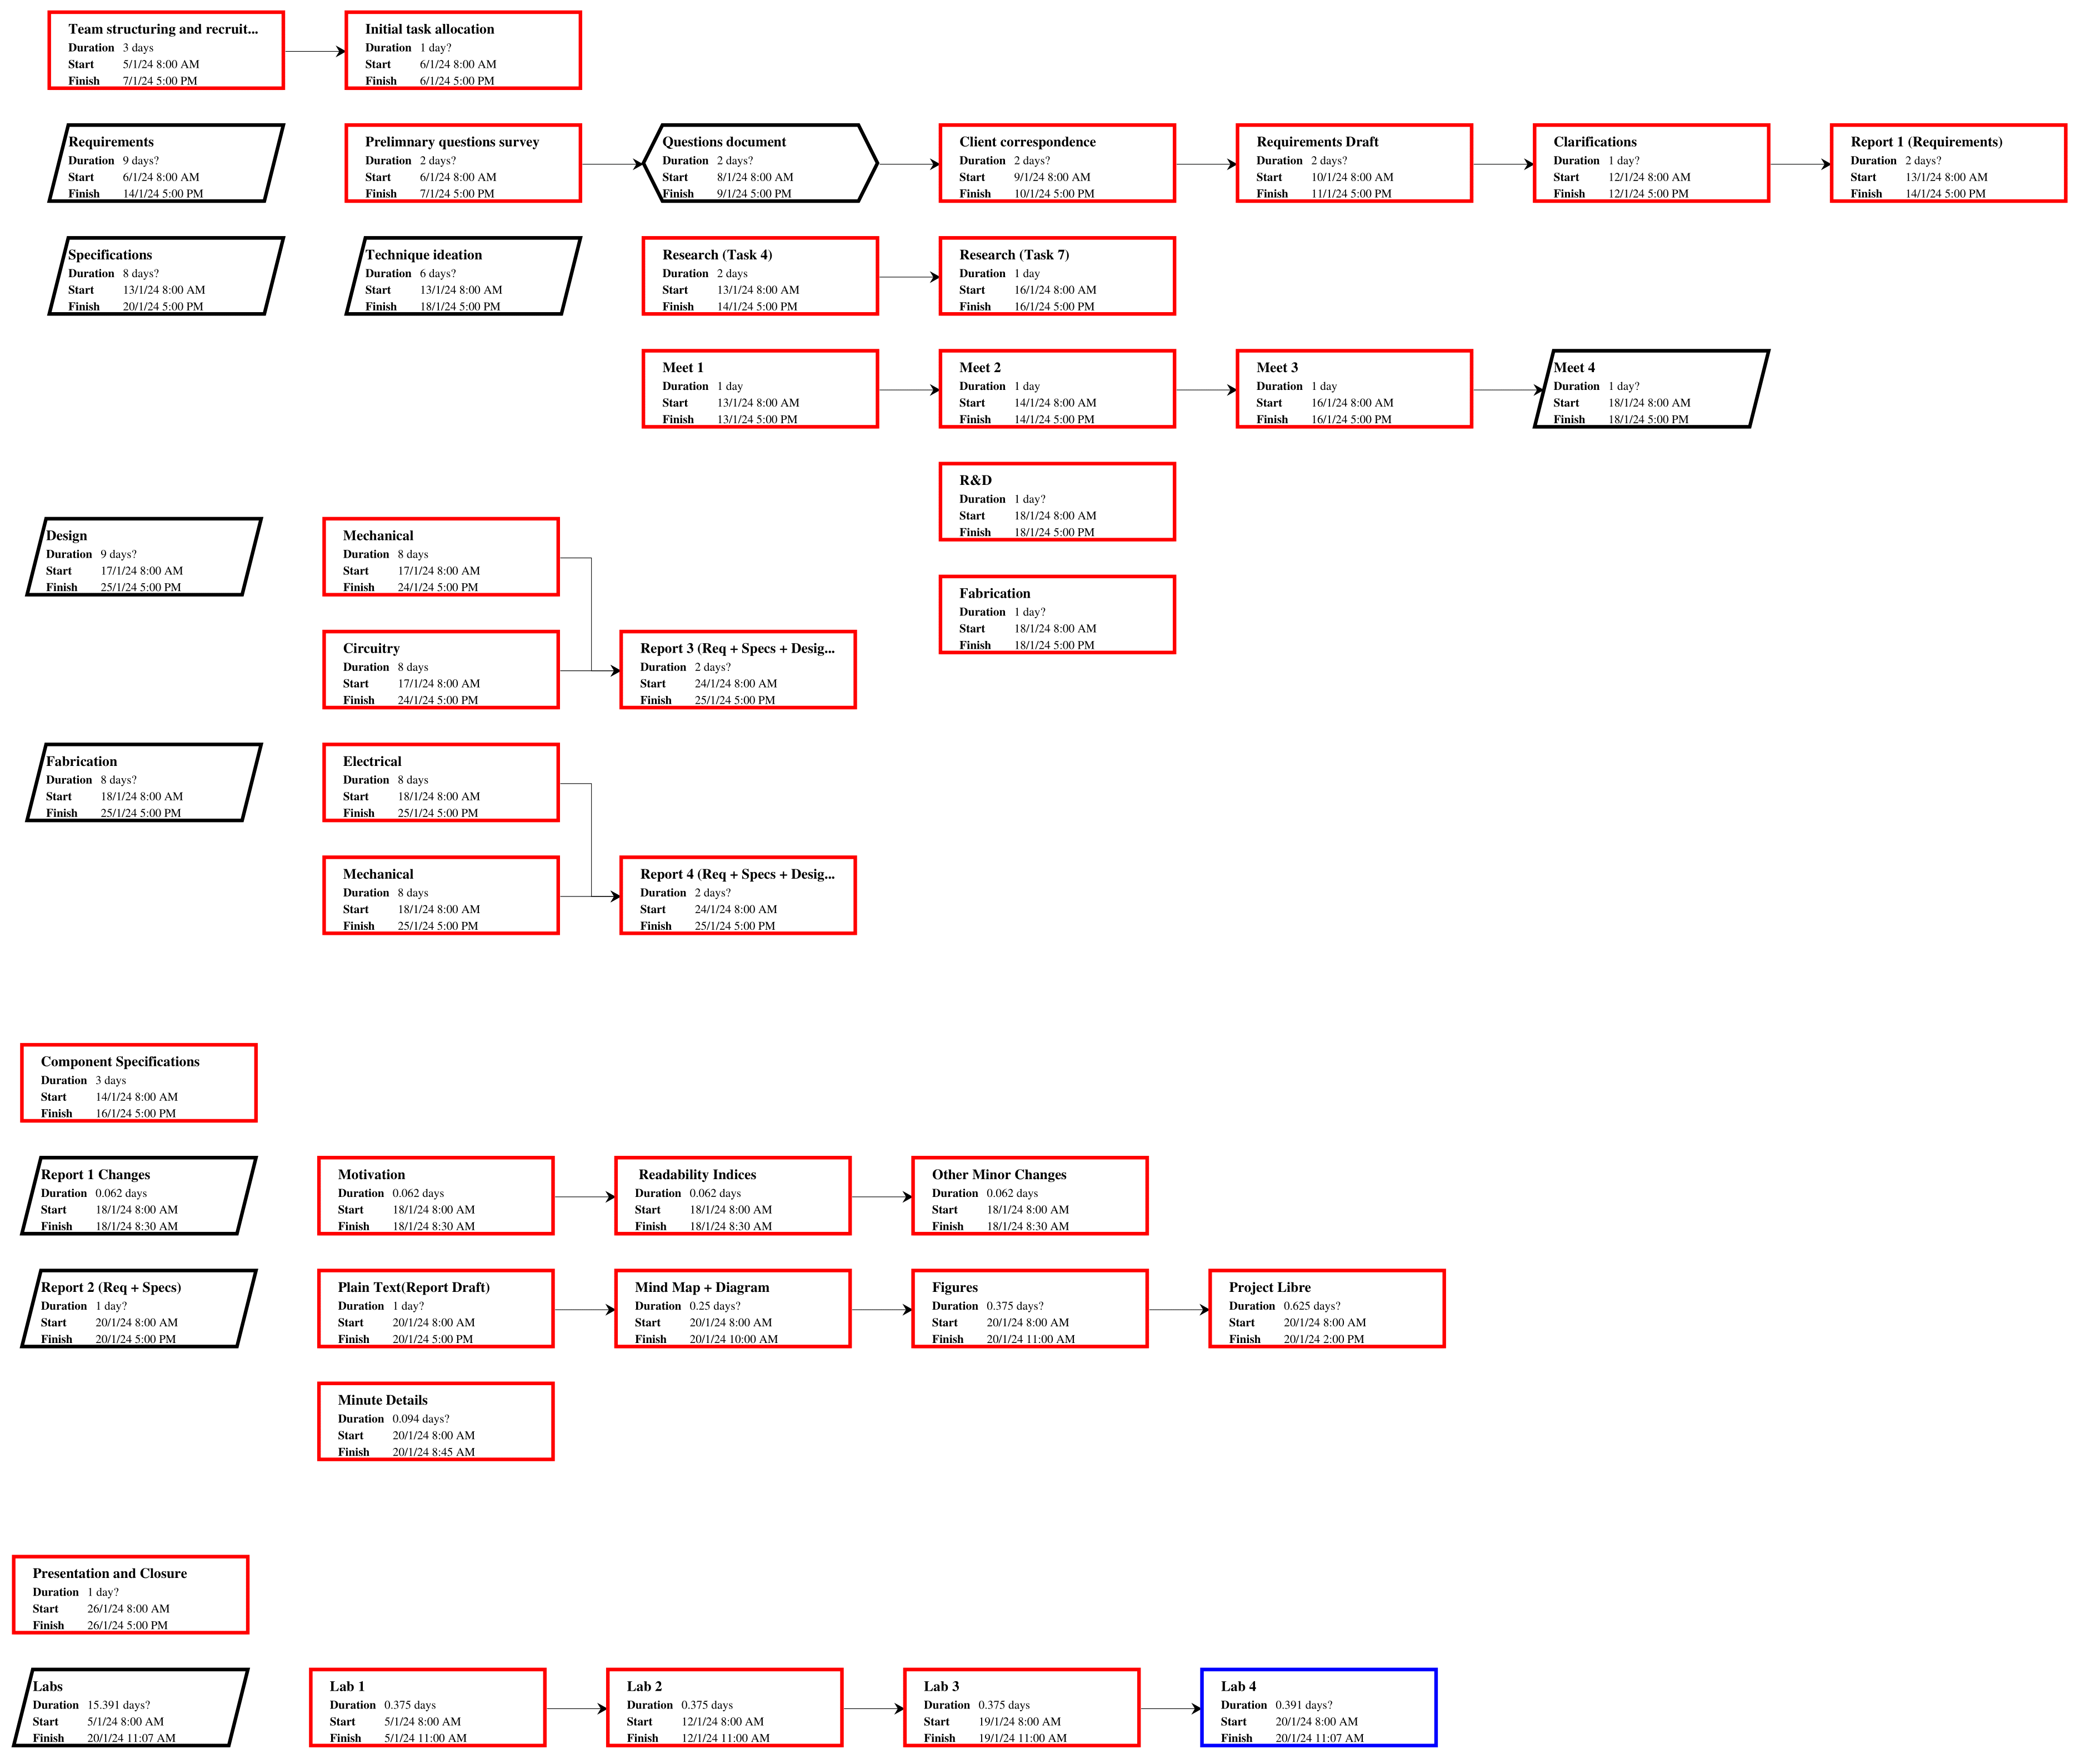 Team structuring and recruit...
Duration 3 days
Start 5/1/24 8:00 AM
Finish 7/1/24 5:00 PM
Initial task allocation
Duration 1 day?
Start 6/1/24 8:00 AM
Finish 6/1/24 5:00 PM
Requirements
Duration 9 days?
Start 6/1/24 8:00 AM
Finish 14/1/24 5:00 PM
Prelimnary questions survey
Duration 2 days?
Start 6/1/24 8:00 AM
Finish 7/1/24 5:00 PM
Questions document
Duration 2 days?
Start 8/1/24 8:00 AM
Finish 9/1/24 5:00 PM
Client correspondence
Duration 2 days?
Start 9/1/24 8:00 AM
Finish 10/1/24 5:00 PM
Requirements Draft
Duration 2 days?
Start 10/1/24 8:00 AM
Finish 11/1/24 5:00 PM
Clarifications
Duration 1 day?
Start 12/1/24 8:00 AM
Finish 12/1/24 5:00 PM
Report 1 (Requirements)
Duration 2 days?
Start 13/1/24 8:00 AM
Finish 14/1/24 5:00 PM
Specifications
Duration 8 days?
Start 13/1/24 8:00 AM
Finish 20/1/24 5:00 PM
Technique ideation
Duration 6 days?
Start 13/1/24 8:00 AM
Finish 18/1/24 5:00 PM
Research (Task 4)
Duration 2 days
Start 13/1/24 8:00 AM
Finish 14/1/24 5:00 PM
Research (Task 7)
Duration 1 day
Start 16/1/24 8:00 AM
Finish 16/1/24 5:00 PM
Meet 1
Duration 1 day
Start 13/1/24 8:00 AM
Finish 13/1/24 5:00 PM
Meet 2
Duration 1 day
Start 14/1/24 8:00 AM
Finish 14/1/24 5:00 PM
Meet 3
Duration 1 day
Start 16/1/24 8:00 AM
Finish 16/1/24 5:00 PM
Meet 4
Duration 1 day?
Start 18/1/24 8:00 AM
Finish 18/1/24 5:00 PM
R&D
Duration 1 day?
Start 18/1/24 8:00 AM
Finish 18/1/24 5:00 PM
Design
Duration 9 days?
Start 17/1/24 8:00 AM
Finish 25/1/24 5:00 PM
Mechanical
Duration 8 days
Start 17/1/24 8:00 AM
Finish 24/1/24 5:00 PM
Fabrication
Duration 1 day?
Start 18/1/24 8:00 AM
Finish 18/1/24 5:00 PM
Circuitry
Duration 8 days
Start 17/1/24 8:00 AM
Finish 24/1/24 5:00 PM
Report 3 (Req + Specs + Desig...
Duration 2 days?
Start 24/1/24 8:00 AM
Finish 25/1/24 5:00 PM
Fabrication
Duration 8 days?
Start 18/1/24 8:00 AM
Finish 25/1/24 5:00 PM
Electrical
Duration 8 days
Start 18/1/24 8:00 AM
Finish 25/1/24 5:00 PM
Mechanical
Duration 8 days
Start 18/1/24 8:00 AM
Finish 25/1/24 5:00 PM
Report 4 (Req + Specs + Desig...
Duration 2 days?
Start 24/1/24 8:00 AM
Finish 25/1/24 5:00 PM
Component Specifications
Duration 3 days
Start 14/1/24 8:00 AM
Finish 16/1/24 5:00 PM
Report 1 Changes
Duration 0.062 days
Start 18/1/24 8:00 AM
Finish 18/1/24 8:30 AM
Motivation
Duration 0.062 days
Start 18/1/24 8:00 AM
Finish 18/1/24 8:30 AM
Readability Indices
Duration 0.062 days
Start 18/1/24 8:00 AM
Finish 18/1/24 8:30 AM
Other Minor Changes
Duration 0.062 days
Start 18/1/24 8:00 AM
Finish 18/1/24 8:30 AM
Report 2 (Req + Specs)
Duration 1 day?
Start 20/1/24 8:00 AM
Finish 20/1/24 5:00 PM
Plain Text(Report Draft)
Duration 1 day?
Start 20/1/24 8:00 AM
Finish 20/1/24 5:00 PM
Mind Map + Diagram
Duration 0.25 days?
Start 20/1/24 8:00 AM
Finish 20/1/24 10:00 AM
Figures
Duration 0.375 days?
Start 20/1/24 8:00 AM
Finish 20/1/24 11:00 AM
Project Libre
Duration 0.625 days?
Start 20/1/24 8:00 AM
Finish 20/1/24 2:00 PM
Minute Details
Duration 0.094 days?
Start 20/1/24 8:00 AM
Finish 20/1/24 8:45 AM
Presentation and Closure
Duration 1 day?
Start 26/1/24 8:00 AM
Finish 26/1/24 5:00 PM
Labs
Duration 15.391 days?
Start 5/1/24 8:00 AM
Finish 20/1/24 11:07 AM
Lab 1
Duration 0.375 days
Start 5/1/24 8:00 AM
Finish 5/1/24 11:00 AM
Lab 2
Duration 0.375 days
Start 12/1/24 8:00 AM
Finish 12/1/24 11:00 AM
Lab 3
Duration 0.375 days
Start 19/1/24 8:00 AM
Finish 19/1/24 11:00 AM
Lab 4
Duration 0.391 days?
Start 20/1/24 8:00 AM
Finish 20/1/24 11:07 AM